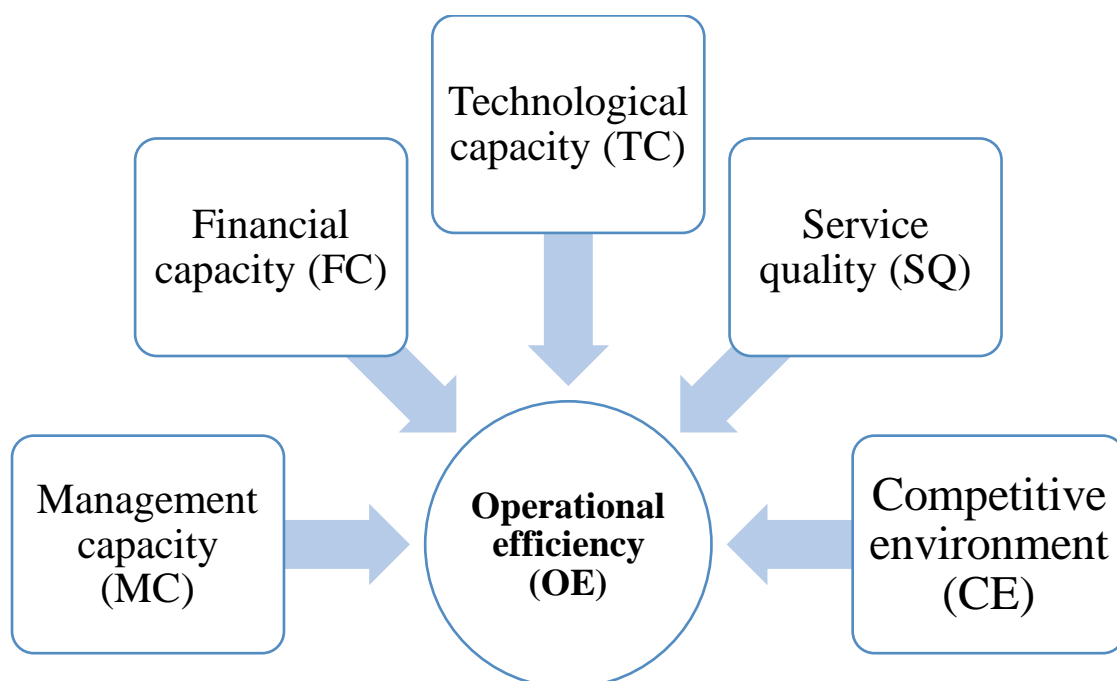 Technological
capacity (TC)
Financial
capacity (FC)
Service
quality (SQ)
Management
capacity
(MC)
Operational
efficiency
(OE)
Competitive
environment
(CE)